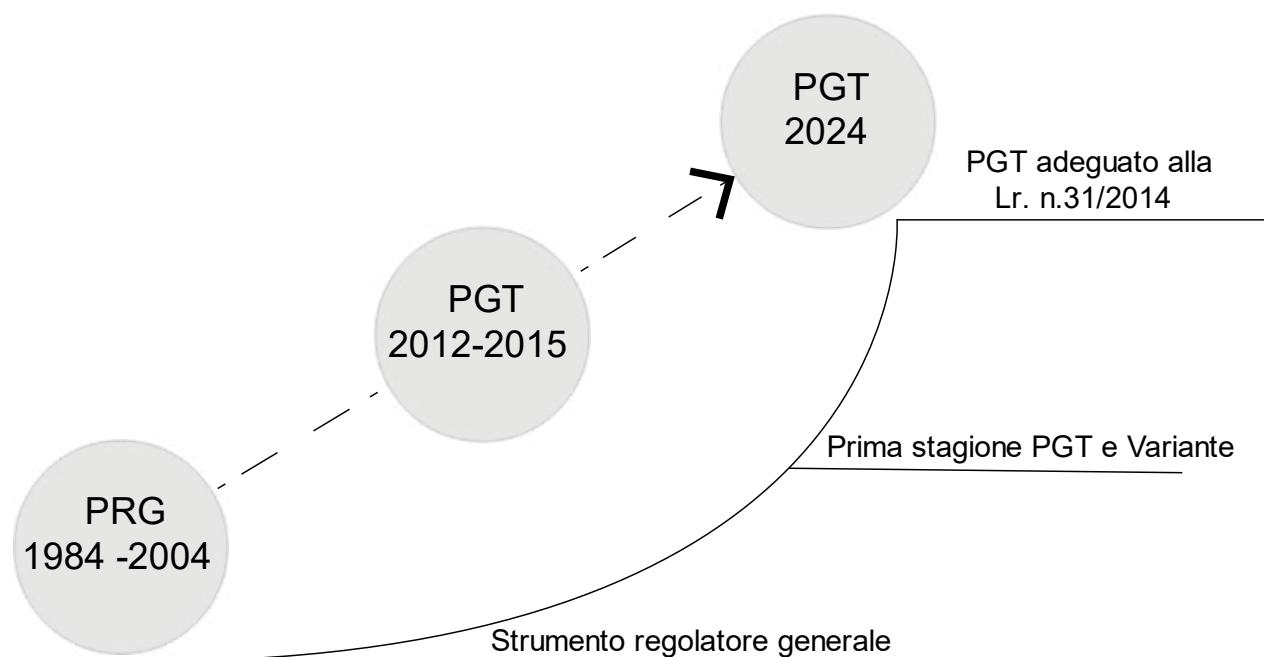 PGT
2024
PGT adeguato alla
Lr. n.31/2014
PGT
2012-2015
Prima stagione PGT e Variante
PRG
1984 -2004
Strumento regolatore generale